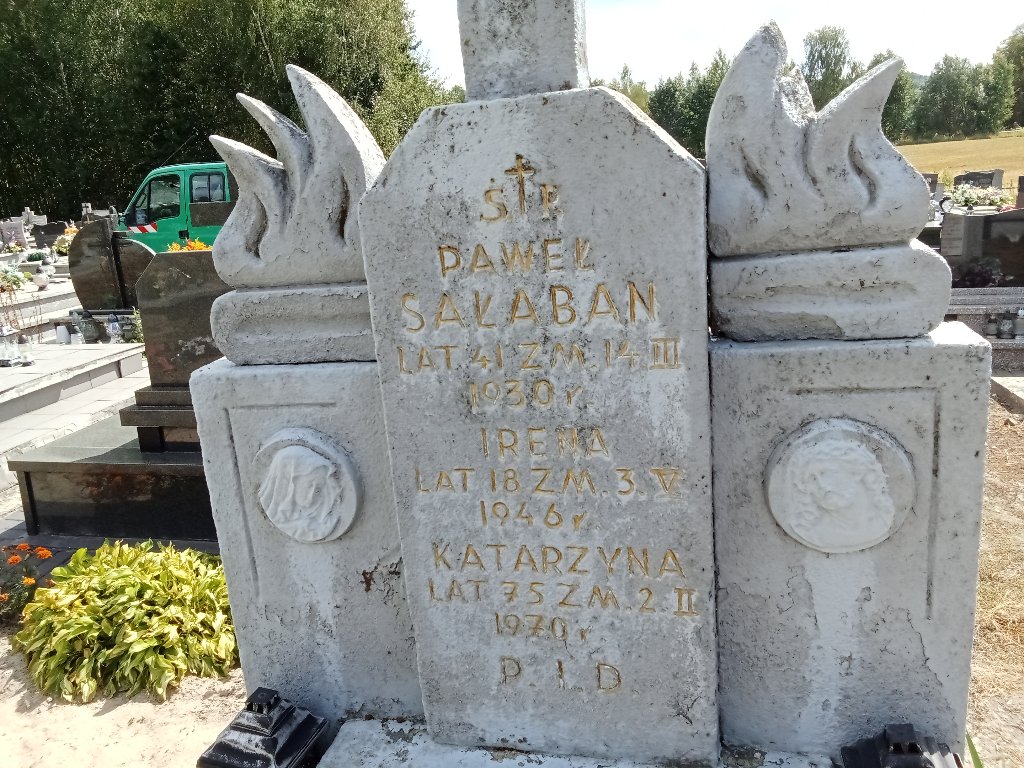 Ś. P.
PAWEŁ
SAŁABAN
LAT. 41 ZM. 14 III
1930 r.
IRENA
LAT 18 ZM. 3. V
1946 r.
KATARZYNA
LAT 75 ZM. 2. II
1970 r.
P. I. D.